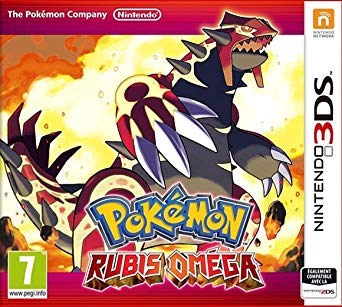 The Pokémon Company
Nintendo
NINTENDO
NETWORK
NINTENDO 3DS
POKÉMON
RUBIS OMÉGA
7
www.pegi.info
ÉGALEMENT
COMPATIBLE
AVEC LA
NINTENDO 2DS